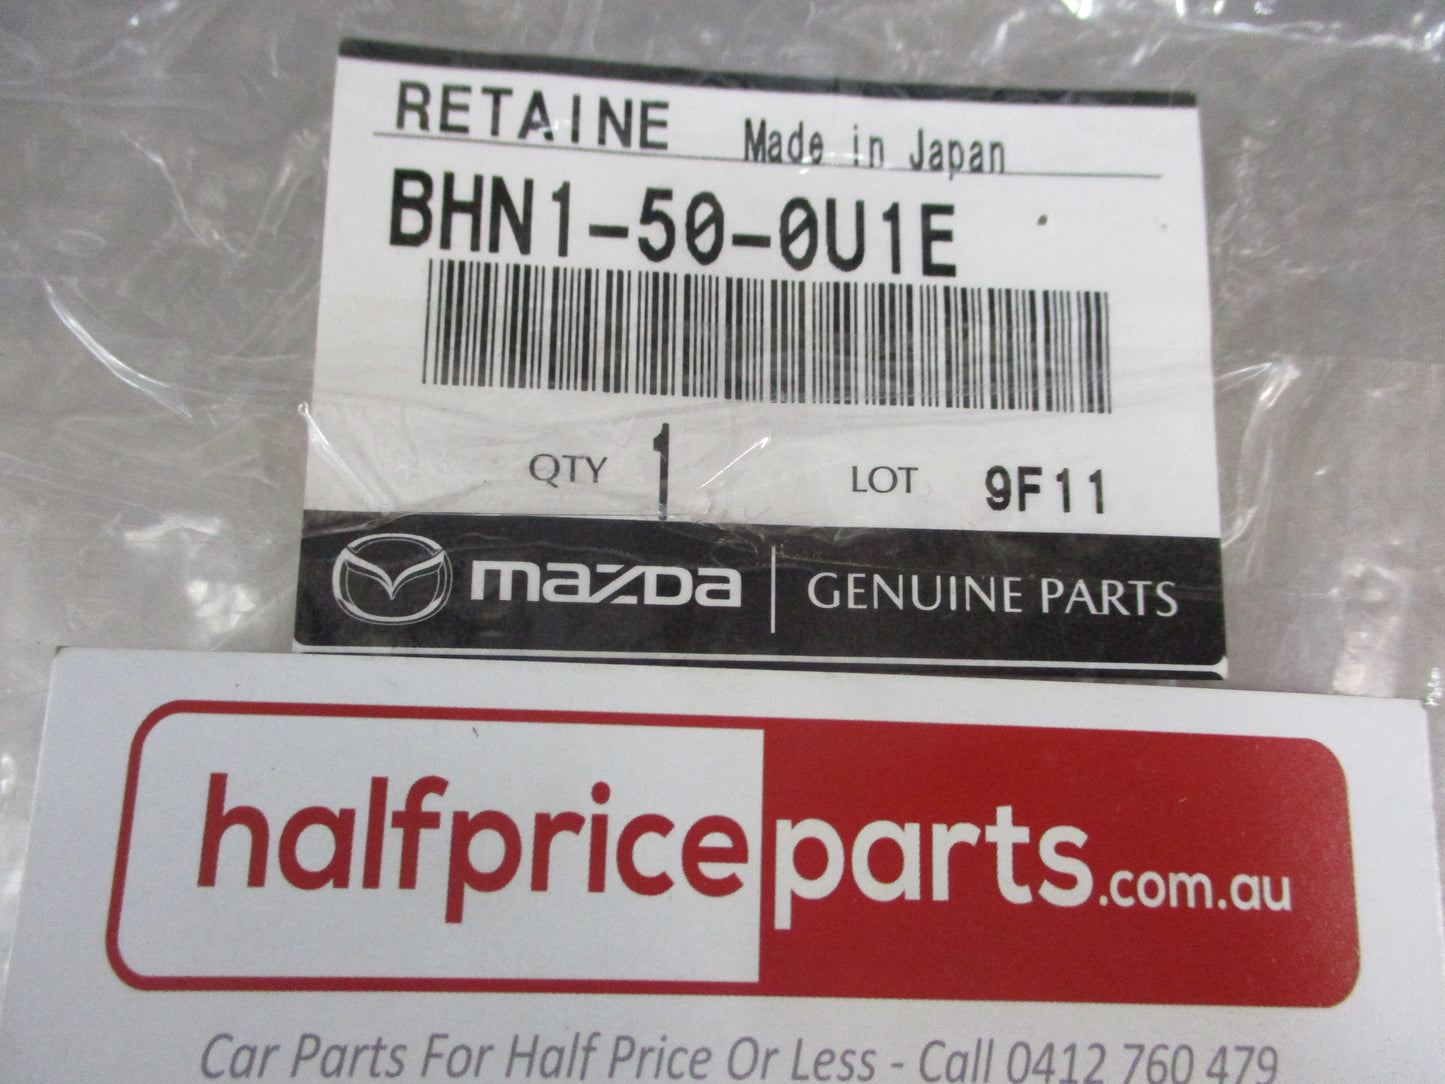 RETAINE Made in Japan
BHN1-50-0U1E
QTY 1 LOT 9F11
mazda GENUINE PARTS
halfpriceparts.com.au
Car Parts For Half Price Or Less - Call 0412 760 479